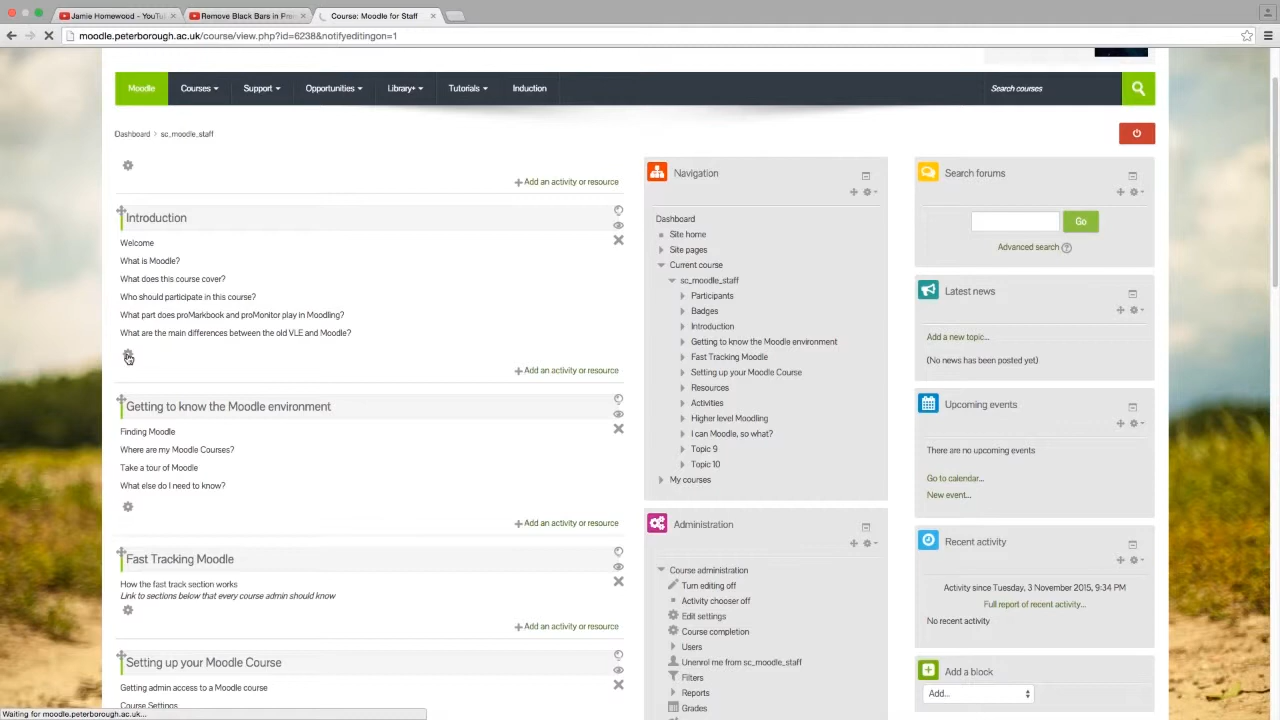 Jamie Homewood - YouTu
Remove Black Bars in Prem
Course: Moodle for Staff
moodle.peterborough.ac.uk/course/view.php?id=6238&notifyeditingon=1
Moodle
Courses
Support
Opportunities
Library+
Tutorials
Induction
Search courses
Dashboard > sc_moodle_staff
Add an activity or resource
Introduction
Welcome
What is Moodle?
What does this course cover?
Who should participate in this course?
What part does proMarkbook and proMonitor play in Moodling?
What are the main differences between the old VLE and Moodle?
Add an activity or resource
Getting to know the Moodle environment
Finding Moodle
Where are my Moodle Courses?
Take a tour of Moodle
What else do I need to know?
Add an activity or resource
Fast Tracking Moodle
How the fast track section works
Link to sections below that every course admin should know
Add an activity or resource
Setting up your Moodle Course
Getting admin access to a Moodle course
Course Settings
Navigation
Dashboard
Site home
Site pages
Current course
sc_moodle_staff
Participants
Badges
Introduction
Getting to know the Moodle environment
Fast Tracking Moodle
Setting up your Moodle Course
Resources
Activities
Higher level Moodling
I can Moodle, so what?
Topic 9
Topic 10
My courses
Administration
Course administration
Turn editing off
Activity chooser off
Edit settings
Course completion
Users
Unenrol me from sc_moodle_staff
Filters
Reports
Grades
Search forums
Go
Advanced search
Latest news
Add a new topic...
(No news has been posted yet)
Upcoming events
There are no upcoming events
Go to calendar...
New event...
Recent activity
Activity since Tuesday, 3 November 2015, 9:34 PM
Full report of recent activity...
No recent activity
Add a block
Add...
Waiting for moodle.peterborough.ac.uk...